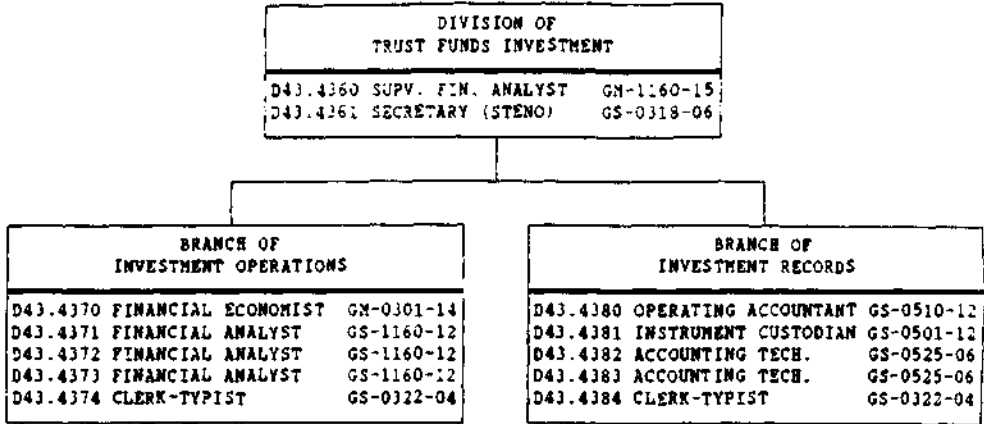 DIVISION OF
TRUST FUNDS INVESTMENT
D43.4360 SUPV. FIN. ANALYST GM-1160-15
D43.4361 SECRETARY (STENO) GS-0318-06
BRANCH OF
INVESTMENT OPERATIONS
D43.4370 FINANCIAL ECONOMIST GM-0301-14
D43.4371 FINANCIAL ANALYST GS-1160-12
D43.4372 FINANCIAL ANALYST GS-1160-12
D43.4373 FINANCIAL ANALYST GS-1160-12
D43.4374 CLERK-TYPIST GS-0322-04
BRANCH OF
INVESTMENT RECORDS
D43.4380 OPERATING ACCOUNTANT GS-0510-12
D43.4381 INSTRUMENT CUSTODIAN GS-0501-12
D43.4382 ACCOUNTING TECH. GS-0525-06
D43.4383 ACCOUNTING TECH. GS-0525-06
D43.4384 CLERK-TYPIST GS-0322-04